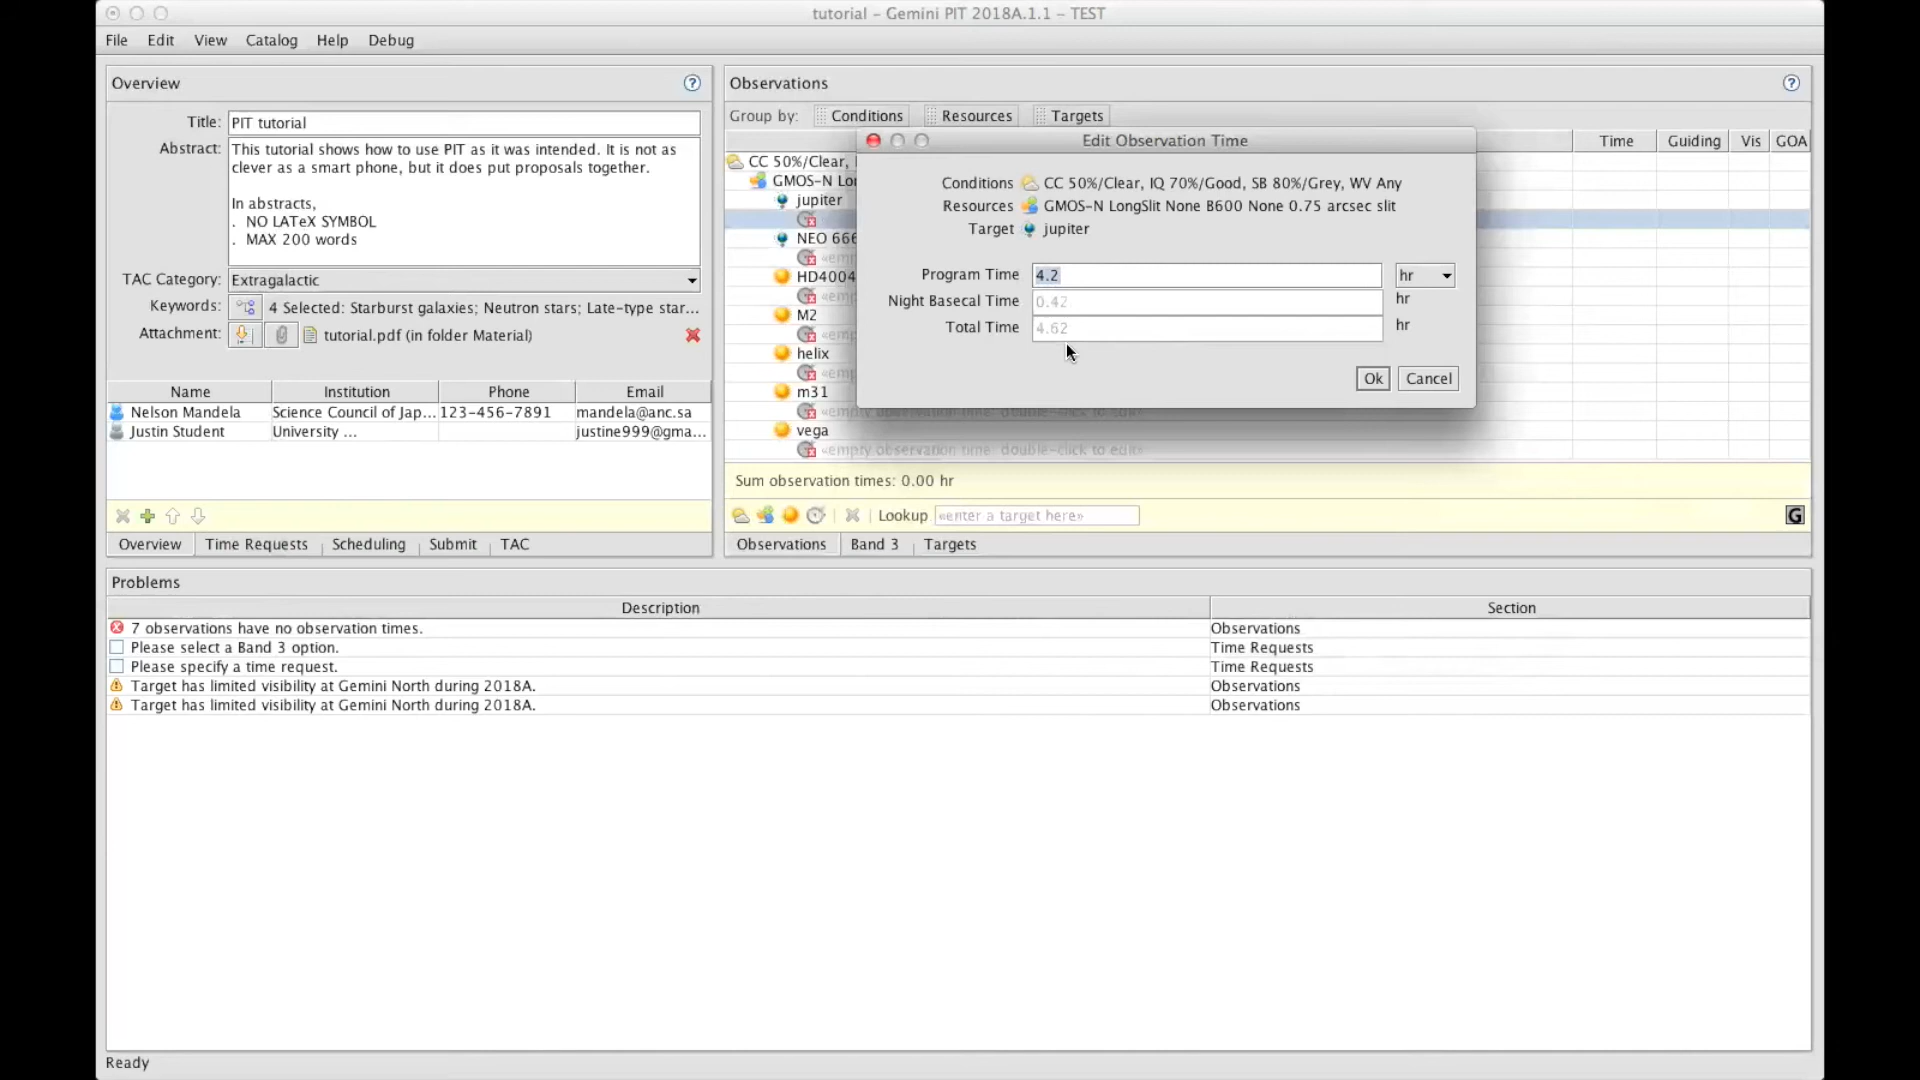 tutorial – Gemini PIT 2018A.1.1 – TEST
File Edit View Catalog Help Debug
Overview
Title: PIT tutorial
Abstract: This tutorial shows how to use PIT as it was intended. It is not as
clever as a smart phone, but it does put proposals together.
In abstracts,
. NO LATeX SYMBOL
. MAX 200 words
TAC Category: Extragalactic
Keywords: 4 Selected: Starburst galaxies; Neutron stars; Late-type star...
Attachment: tutorial.pdf (in folder Material)
Name Institution Phone Email
Nelson Mandela Science Council of Jap... 123-456-7891 mandela@anc.sa
Justin Student University ... justine999@gma...
Overview Time Requests Scheduling Submit TAC
Observations
Group by: Conditions Resources Targets
Time Guiding Vis GOA
CC 50%/Clear,
GMOS-N Lo
jupiter
NEO 666
HD4004
M2
helix
m31
vega
«empty observation time: double-click to edit»
Edit Observation Time
Conditions CC 50%/Clear, IQ 70%/Good, SB 80%/Grey, WV Any
Resources GMOS-N LongSlit None B600 None 0.75 arcsec slit
Target jupiter
Program Time 4.2 hr
Night Basecal Time 0.42 hr
Total Time 4.62 hr
Ok Cancel
Sum observation times: 0.00 hr
Lookup «enter a target here» G
Observations Band 3 Targets
Problems
Description Section
7 observations have no observation times. Observations
Please select a Band 3 option. Time Requests
Please specify a time request. Time Requests
Target has limited visibility at Gemini North during 2018A. Observations
Target has limited visibility at Gemini North during 2018A. Observations
Ready